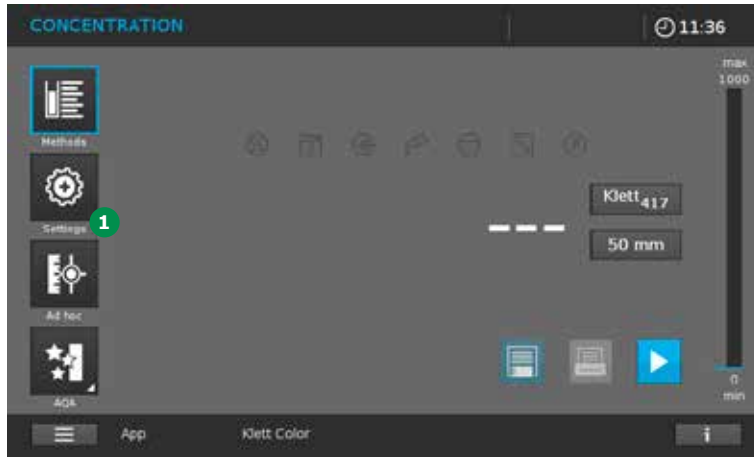 CONCENTRATION
11:36
max
1000
Methods
Settings
1
Klett417
50 mm
Ad hoc
AQA
0
min
App
Klett Color
i